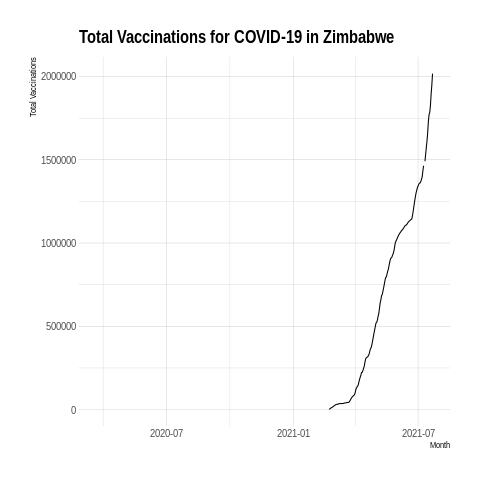 Total Vaccinations for COVID-19 in Zimbabwe
Total Vaccinations
2000000
1500000
1000000
500000
0
2020-07
2021-01
2021-07
Month